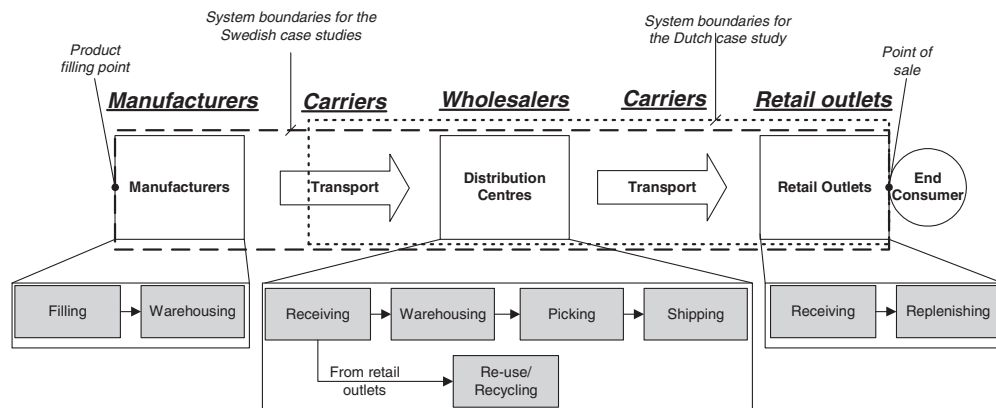 System boundaries for the
Swedish case studies
System boundaries for
the Dutch case study
Product
filling point
Point of
sale
Manufacturers
Carriers
Wholesalers
Carriers
Retail outlets
Manufacturers
Transport
Distribution
Centres
Transport
Retail Outlets
End
Consumer
Filling
Warehousing
Receiving
Warehousing
Picking
Shipping
From retail
outlets
Re-use/
Recycling
Receiving
Replenishing